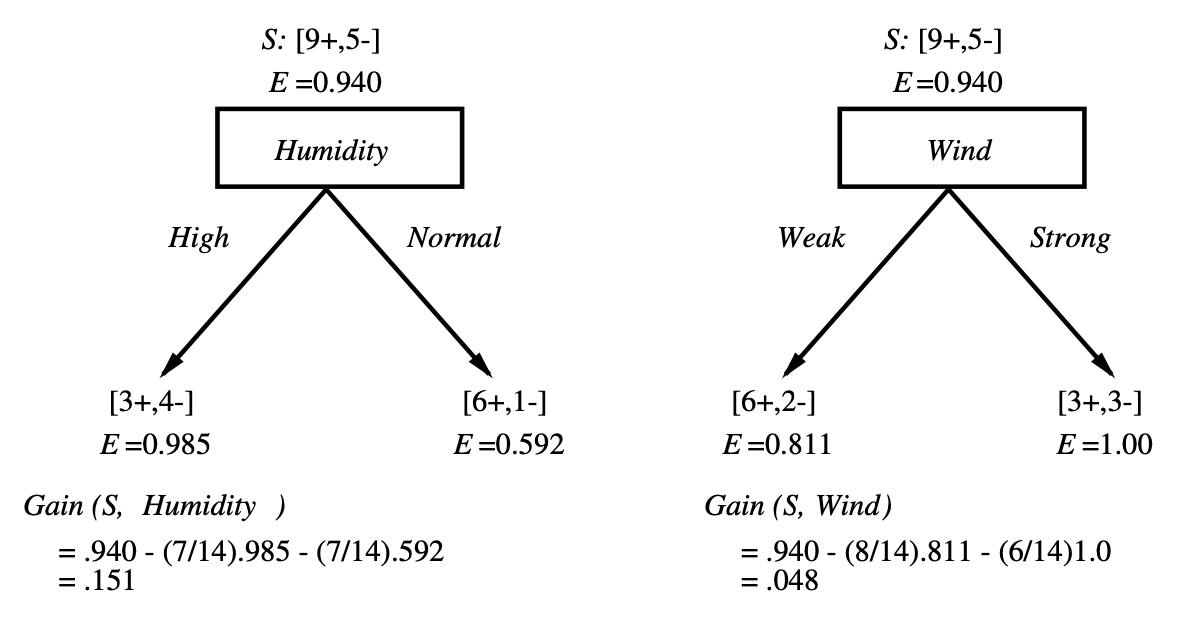 S: [9+,5-]
E =0.940
Humidity
High
Normal
[3+,4-]
E =0.985
[6+,1-]
E =0.592
Gain (S, Humidity )
= .940 - (7/14).985 - (7/14).592
= .151
S: [9+,5-]
E =0.940
Wind
Weak
Strong
[6+,2-]
E =0.811
[3+,3-]
E =1.00
Gain (S, Wind)
= .940 - (8/14).811 - (6/14)1.0
= .048